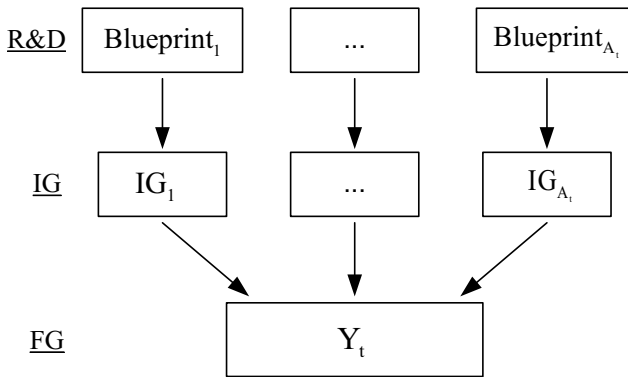 R&D Blueprint₁ ... Blueprint_{A_t}
IG IG₁ ... IG_{A_t}
FG Y_t